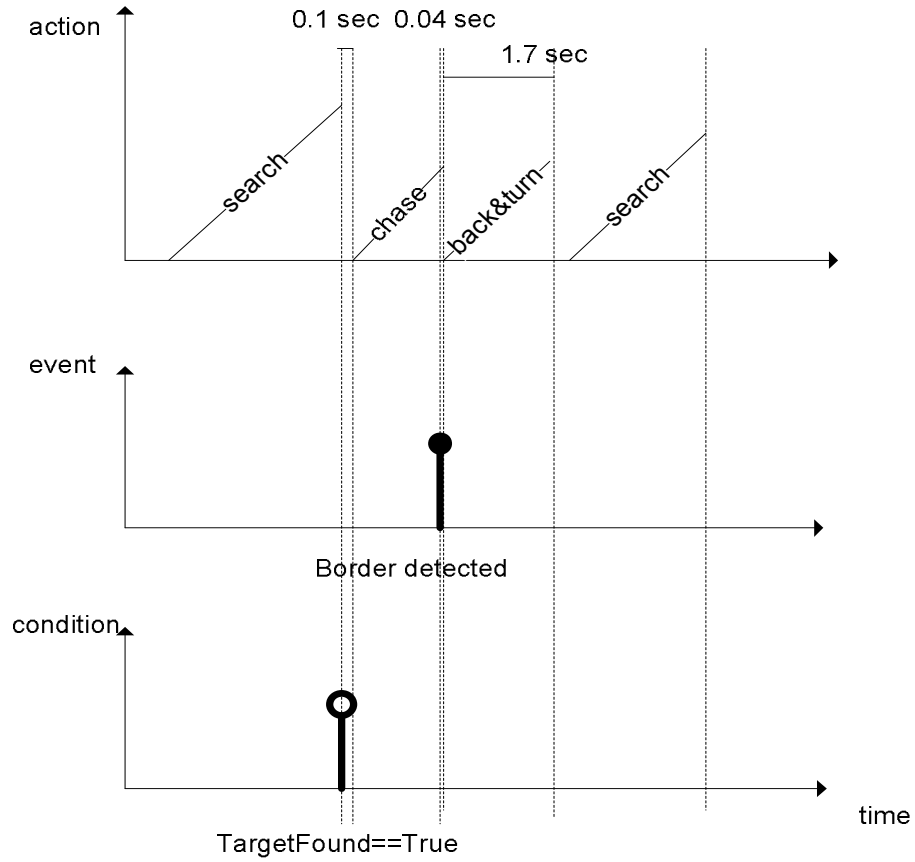 action
0.1 sec 0.04 sec
1.7 sec
search
chase
back&turn
search
event
Border detected
condition
time
TargetFound==True